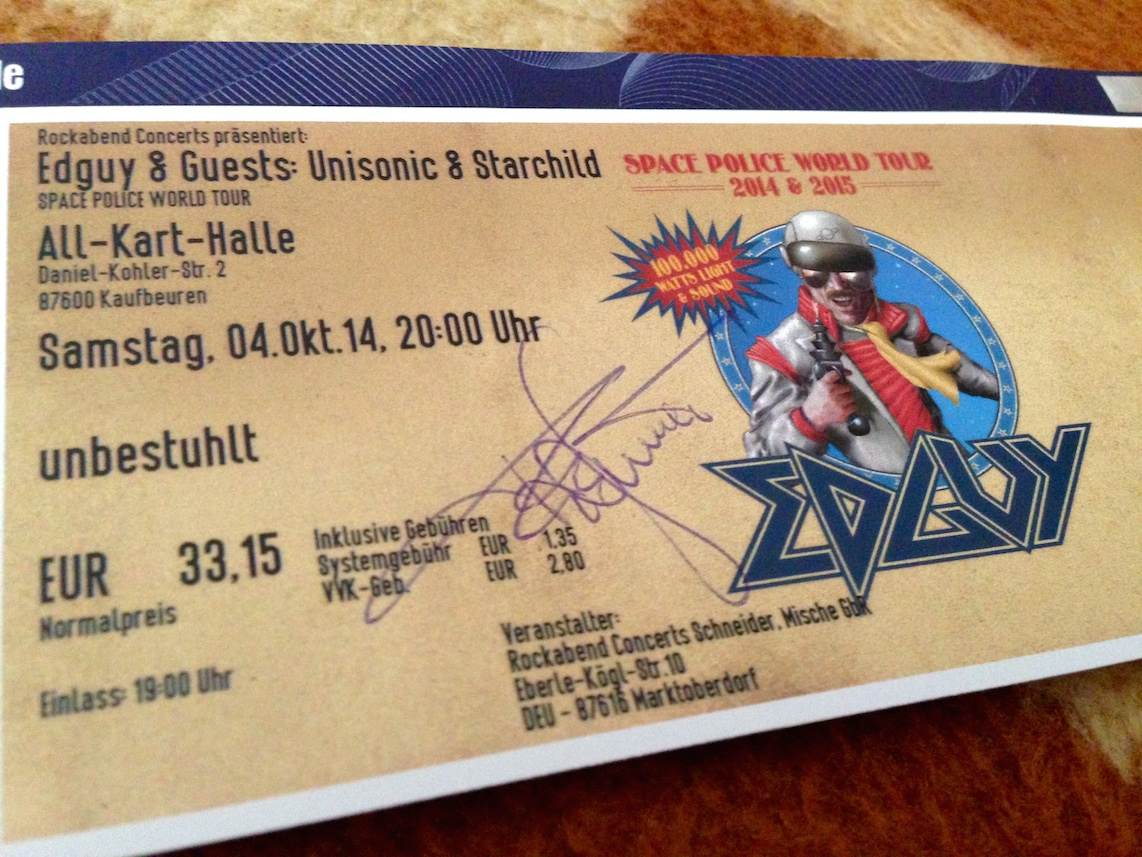 Rockabend Concerts präsentiert:
Edguy & Guests: Unisonic & Starchild
SPACE POLICE WORLD TOUR
All-Kart-Halle
Daniel-Kohler-Str. 2
87600 Kaufbeuren
Samstag, 04.Okt.14, 20:00 Uhr
unbestuhlt
EUR 33,15
Normalpreis
Inklusive Gebühren
Systemgebühr EUR 1,35
VVK-Geb. EUR 2,80
Einlass: 19:00 Uhr
Veranstalter:
Rockabend Concerts Schneider, Mische GbR
Eberle-Kögl-Str.10
DEU - 87616 Marktoberdorf
SPACE POLICE WORLD TOUR
2014 & 2015
100.000
WATTS LIGHT
& SOUND
EDGUY